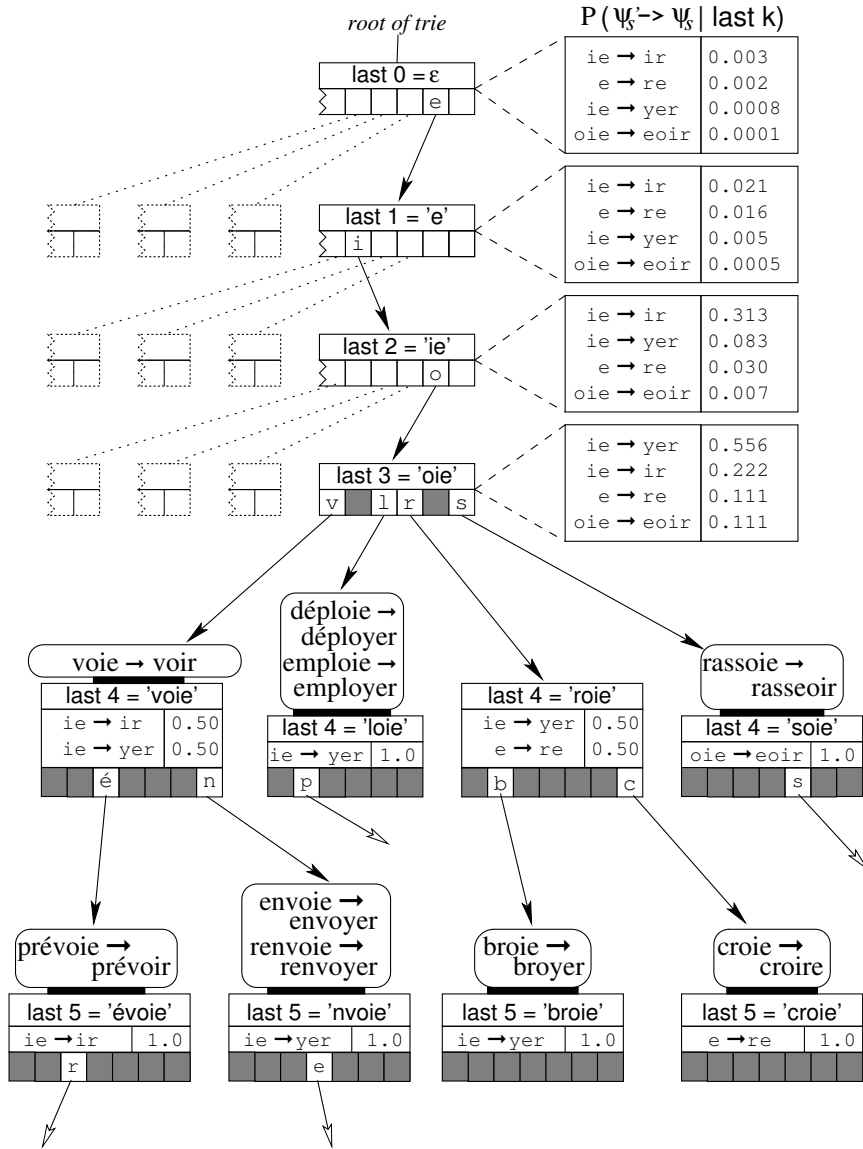 root of trie
P ( Ψs'-> Ψs | last k)
last 0 = ε
e
ie → ir 0.003
e → re 0.002
ie → yer 0.0008
oie → eoir 0.0001
last 1 = 'e'
i
ie → ir 0.021
e → re 0.016
ie → yer 0.005
oie → eoir 0.0005
last 2 = 'ie'
o
ie → ir 0.313
ie → yer 0.083
e → re 0.030
oie → eoir 0.007
last 3 = 'oie'
v l r s
ie → yer 0.556
ie → ir 0.222
e → re 0.111
oie → eoir 0.111
voie → voir
last 4 = 'voie'
ie → ir 0.50
ie → yer 0.50
é n
déploie →
déployer
emploie →
employer
last 4 = 'loie'
ie → yer 1.0
p
last 4 = 'roie'
ie → yer 0.50
e → re 0.50
b c
rassoie →
rasseoir
last 4 = 'soie'
oie → eoir 1.0
s
prévoie →
prévoir
last 5 = 'évoie'
ie → ir 1.0
r
envoie →
envoyer
renvoie →
renvoyer
last 5 = 'nvoie'
ie → yer 1.0
e
broie →
broyer
last 5 = 'broie'
ie → yer 1.0
croie →
croire
last 5 = 'croie'
e → re 1.0